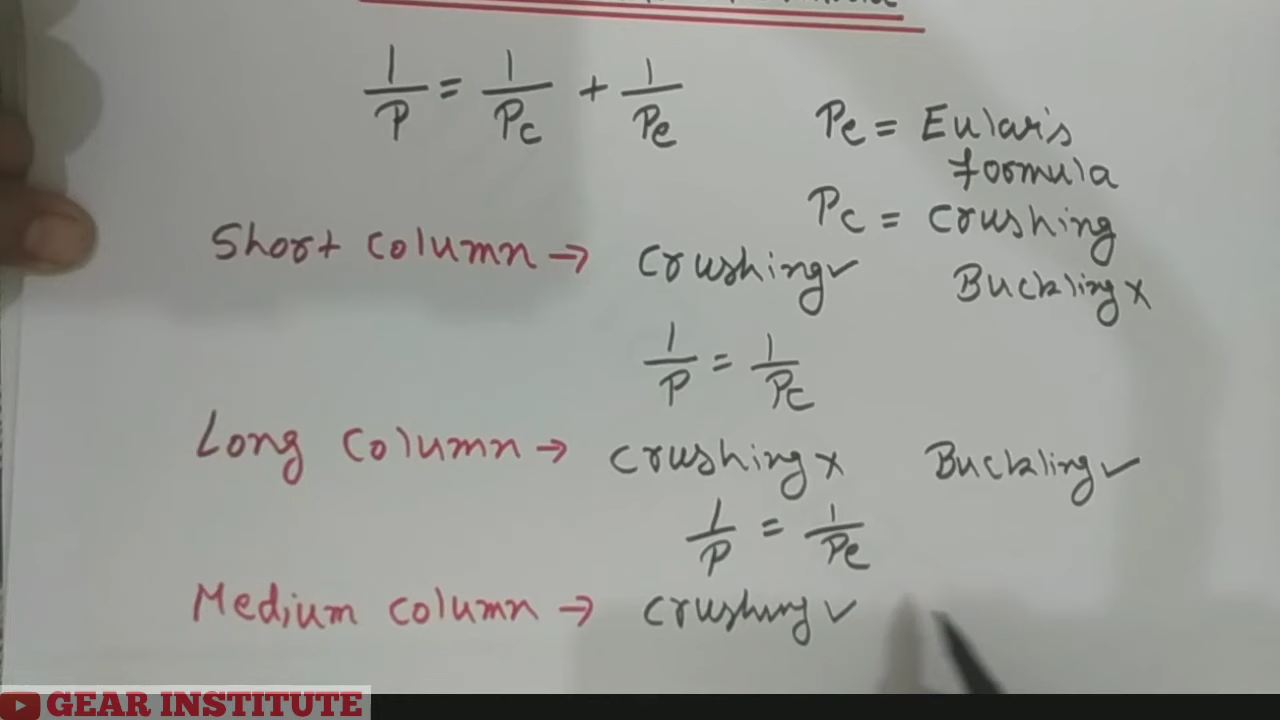 1/P = 1/Pc + 1/Pe
Pe = Eular's
formula
Pc = crushing
Short column → crushing✓ Buckling×
1/P = 1/Pc
Long column → crushing× Buckling✓
1/P = 1/Pe
Medium column → crushing✓
GEAR INSTITUTE